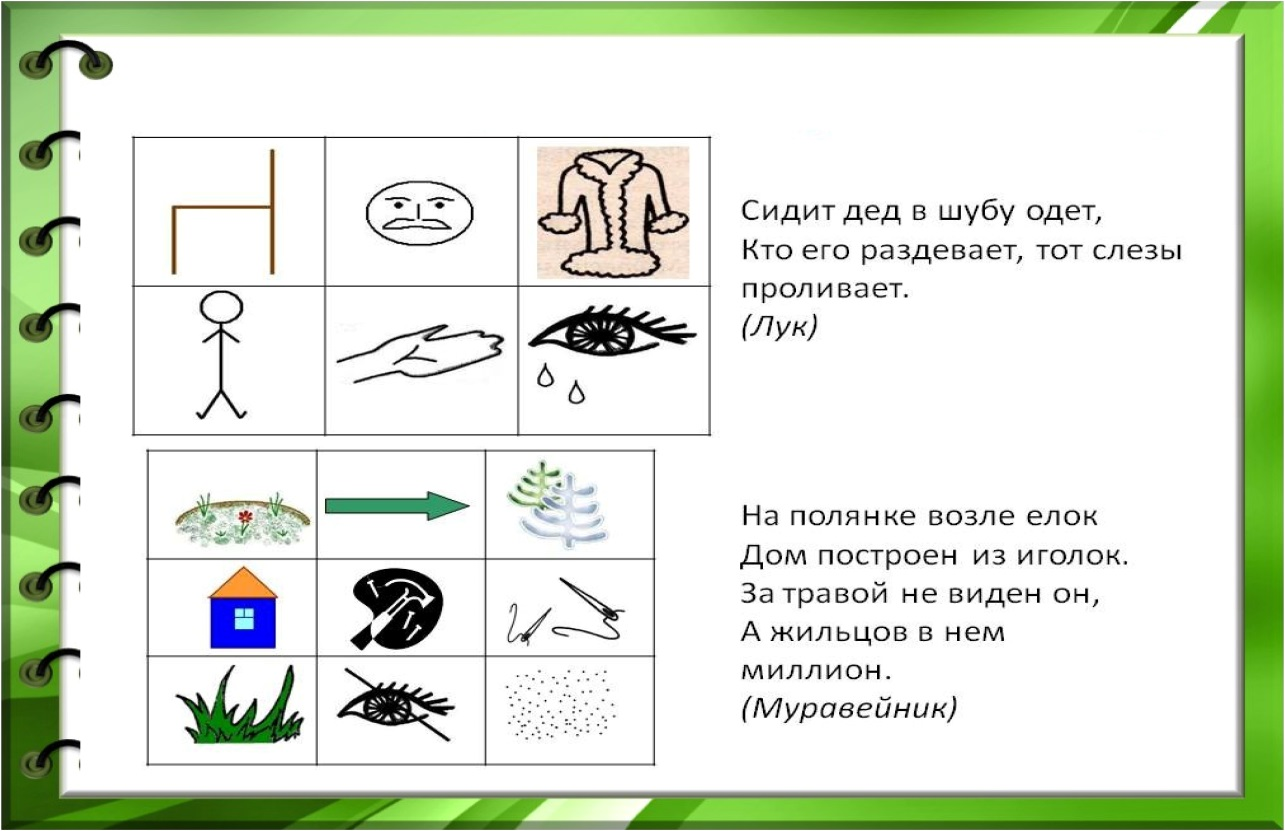 Сидит дед в шубу одет,
Кто его раздевает, тот слезы
проливает.
(Лук)
На полянке возле елок
Дом построен из иголок.
За травой не виден он,
А жильцов в нем
миллион.
(Муравейник)